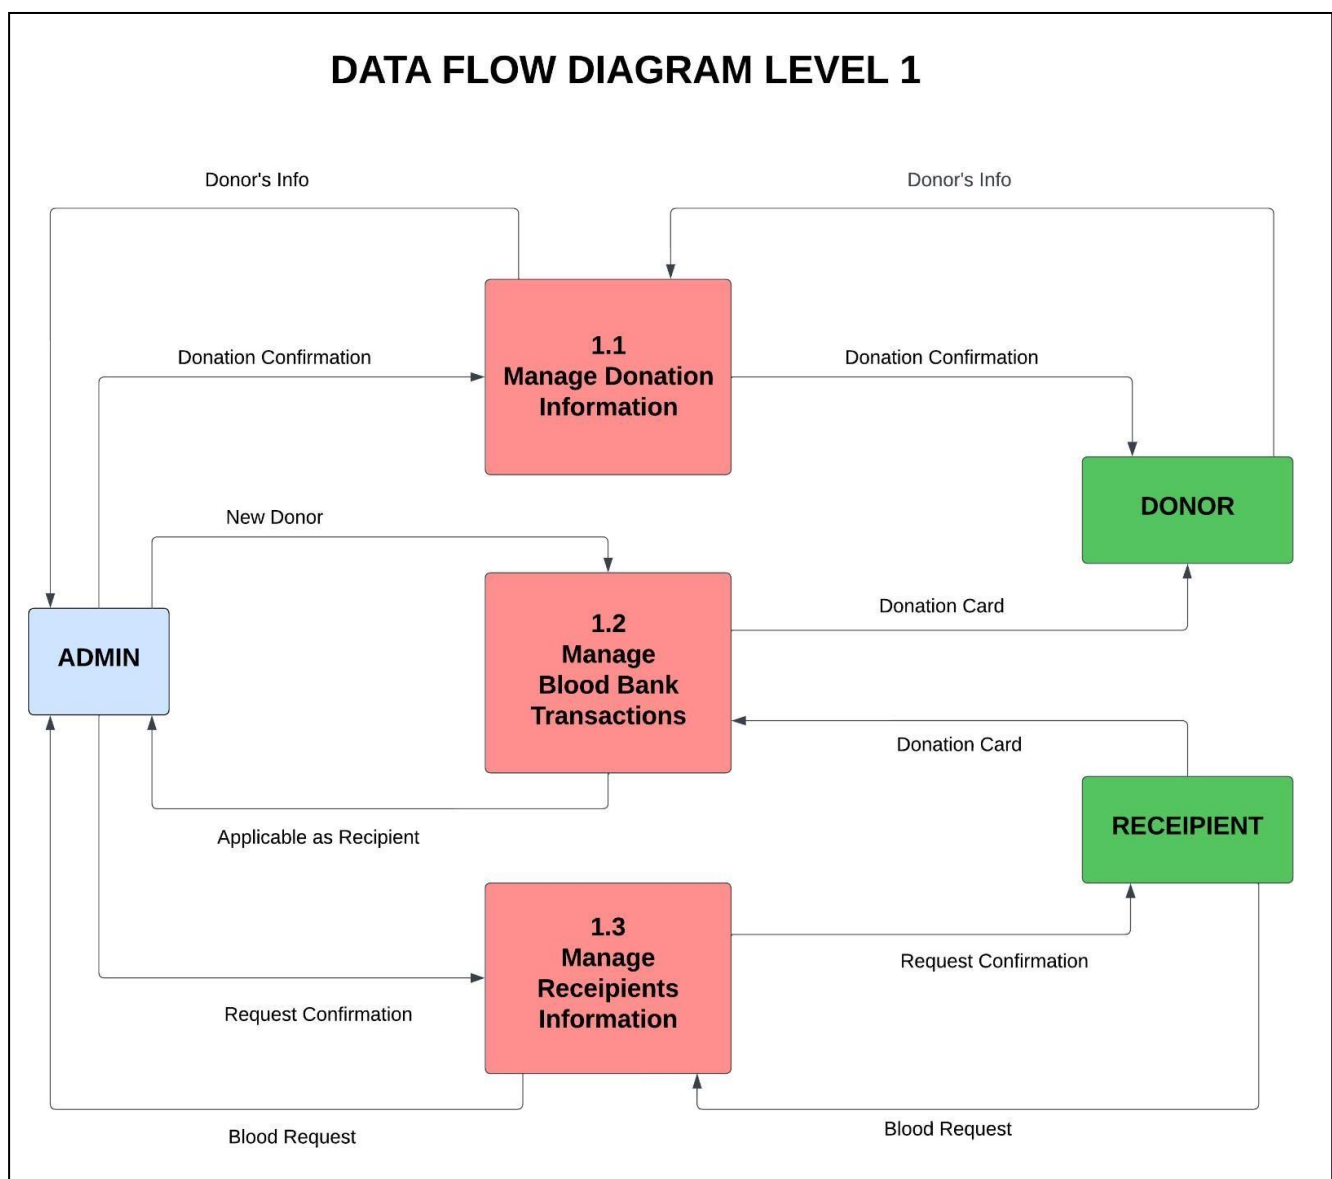 DATA FLOW DIAGRAM LEVEL 1
Donor's Info
Donor's Info
1.1
Manage Donation
Information
Donation Confirmation
Donation Confirmation
DONOR
New Donor
Donation Card
1.2
Manage
Blood Bank
Transactions
ADMIN
Donation Card
Applicable as Recipient
RECEIPIENT
1.3
Manage
Receipients
Information
Request Confirmation
Request Confirmation
Blood Request
Blood Request